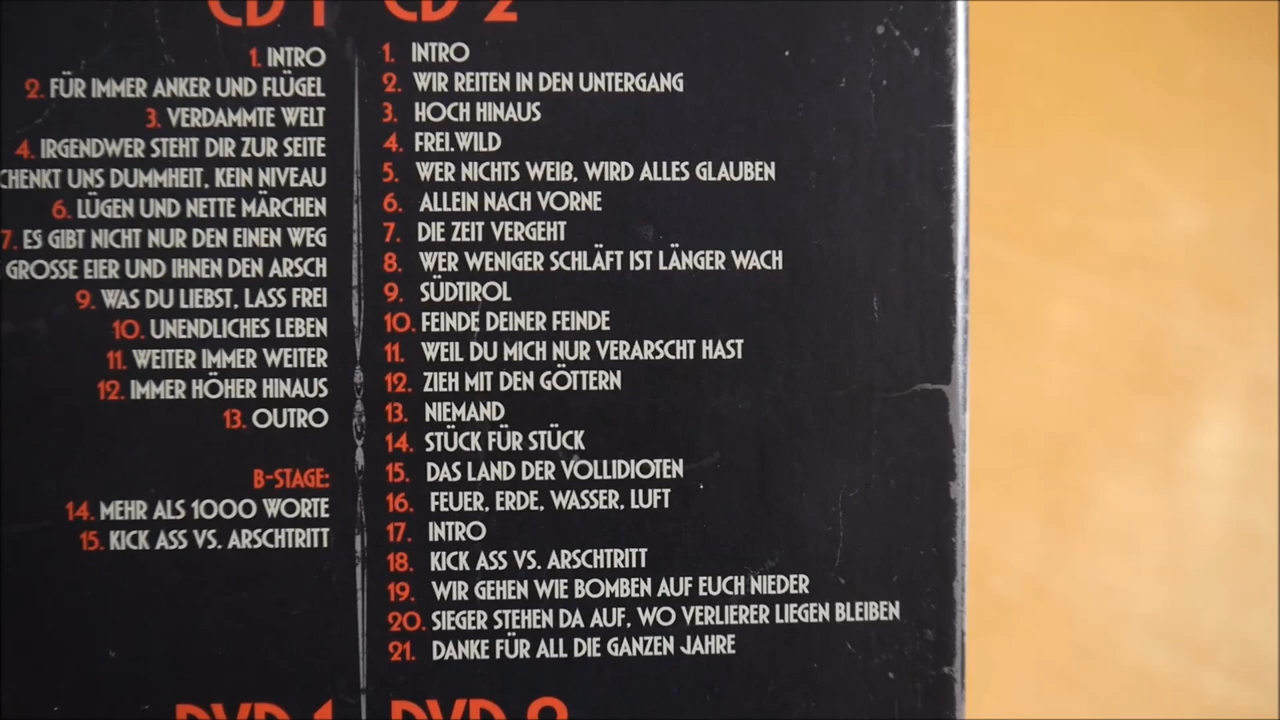 CD 1
1. INTRO
2. FÜR IMMER ANKER UND FLÜGEL
3. VERDAMMTE WELT
4. IRGENDWER STEHT DIR ZUR SEITE
CHENKT UNS DUMMHEIT, KEIN NIVEAU
6. LÜGEN UND NETTE MÄRCHEN
7. ES GIBT NICHT NUR DEN EINEN WEG
GROSSE EIER UND IHNEN DEN ARSCH
9. WAS DU LIEBST, LASS FREI
10. UNENDLICHES LEBEN
11. WEITER IMMER WEITER
12. IMMER HÖHER HINAUS
13. OUTRO
B-STAGE:
14. MEHR ALS 1000 WORTE
15. KICK ASS VS. ARSCHTRITT
CD 2
1. INTRO
2. WIR REITEN IN DEN UNTERGANG
3. HOCH HINAUS
4. FREI.WILD
5. WER NICHTS WEIß, WIRD ALLES GLAUBEN
6. ALLEIN NACH VORNE
7. DIE ZEIT VERGEHT
8. WER WENIGER SCHLÄFT IST LÄNGER WACH
9. SÜDTIROL
10. FEINDE DEINER FEINDE
11. WEIL DU MICH NUR VERARSCHT HAST
12. ZIEH MIT DEN GÖTTERN
13. NIEMAND
14. STÜCK FÜR STÜCK
15. DAS LAND DER VOLLIDIOTEN
16. FEUER, ERDE, WASSER, LUFT
17. INTRO
18. KICK ASS VS. ARSCHTRITT
19. WIR GEHEN WIE BOMBEN AUF EUCH NIEDER
20. SIEGER STEHEN DA AUF, WO VERLIERER LIEGEN BLEIBEN
21. DANKE FÜR ALL DIE GANZEN JAHRE
DVD 1
DVD 2